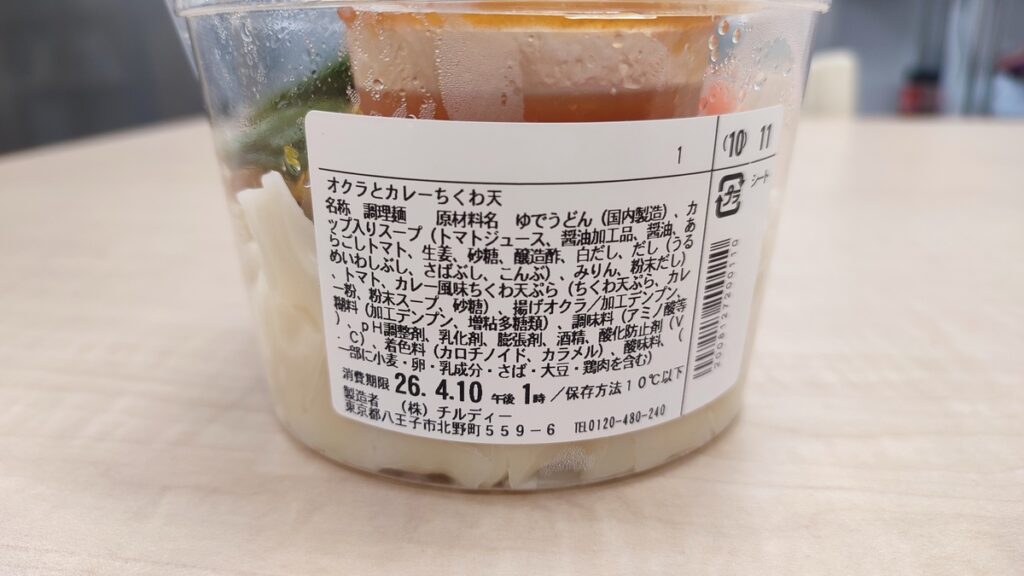 1
(10) 11
プラ
シート
オクラとカレーちくわ天
名称 調理麺 原材料名 ゆでうどん(国内製造)、カ
ップ入りスープ(トマトジュース、醤油加工品、醤油、あ
らごしトマト、生姜、砂糖、醸造酢、白だし、だし(うる
めいわしぶし、さばぶし、こんぶ)、みりん、粉末だし)
、トマト、カレー風味ちくわ天ぷら(ちくわ天ぷら、カレ
ー粉、粉末スープ、砂糖)、揚げオクラ/加工デンプン、
糊料(加工デンプン、増粘多糖類)、調味料(アミノ酸等
)、pH調整剤、乳化剤、膨張剤、酒精、酸化防止剤(V
.C)、着色料(カロチノイド、カラメル)、酸味料、(
一部に小麦・卵・乳成分・さば・大豆・鶏肉を含む)
消費期限 26. 4.10 午後 1時 /保存方法10℃以下
製造者 (株)チルディー
東京都八王子市北野町559-6 TEL0120-480-240
2006127200110